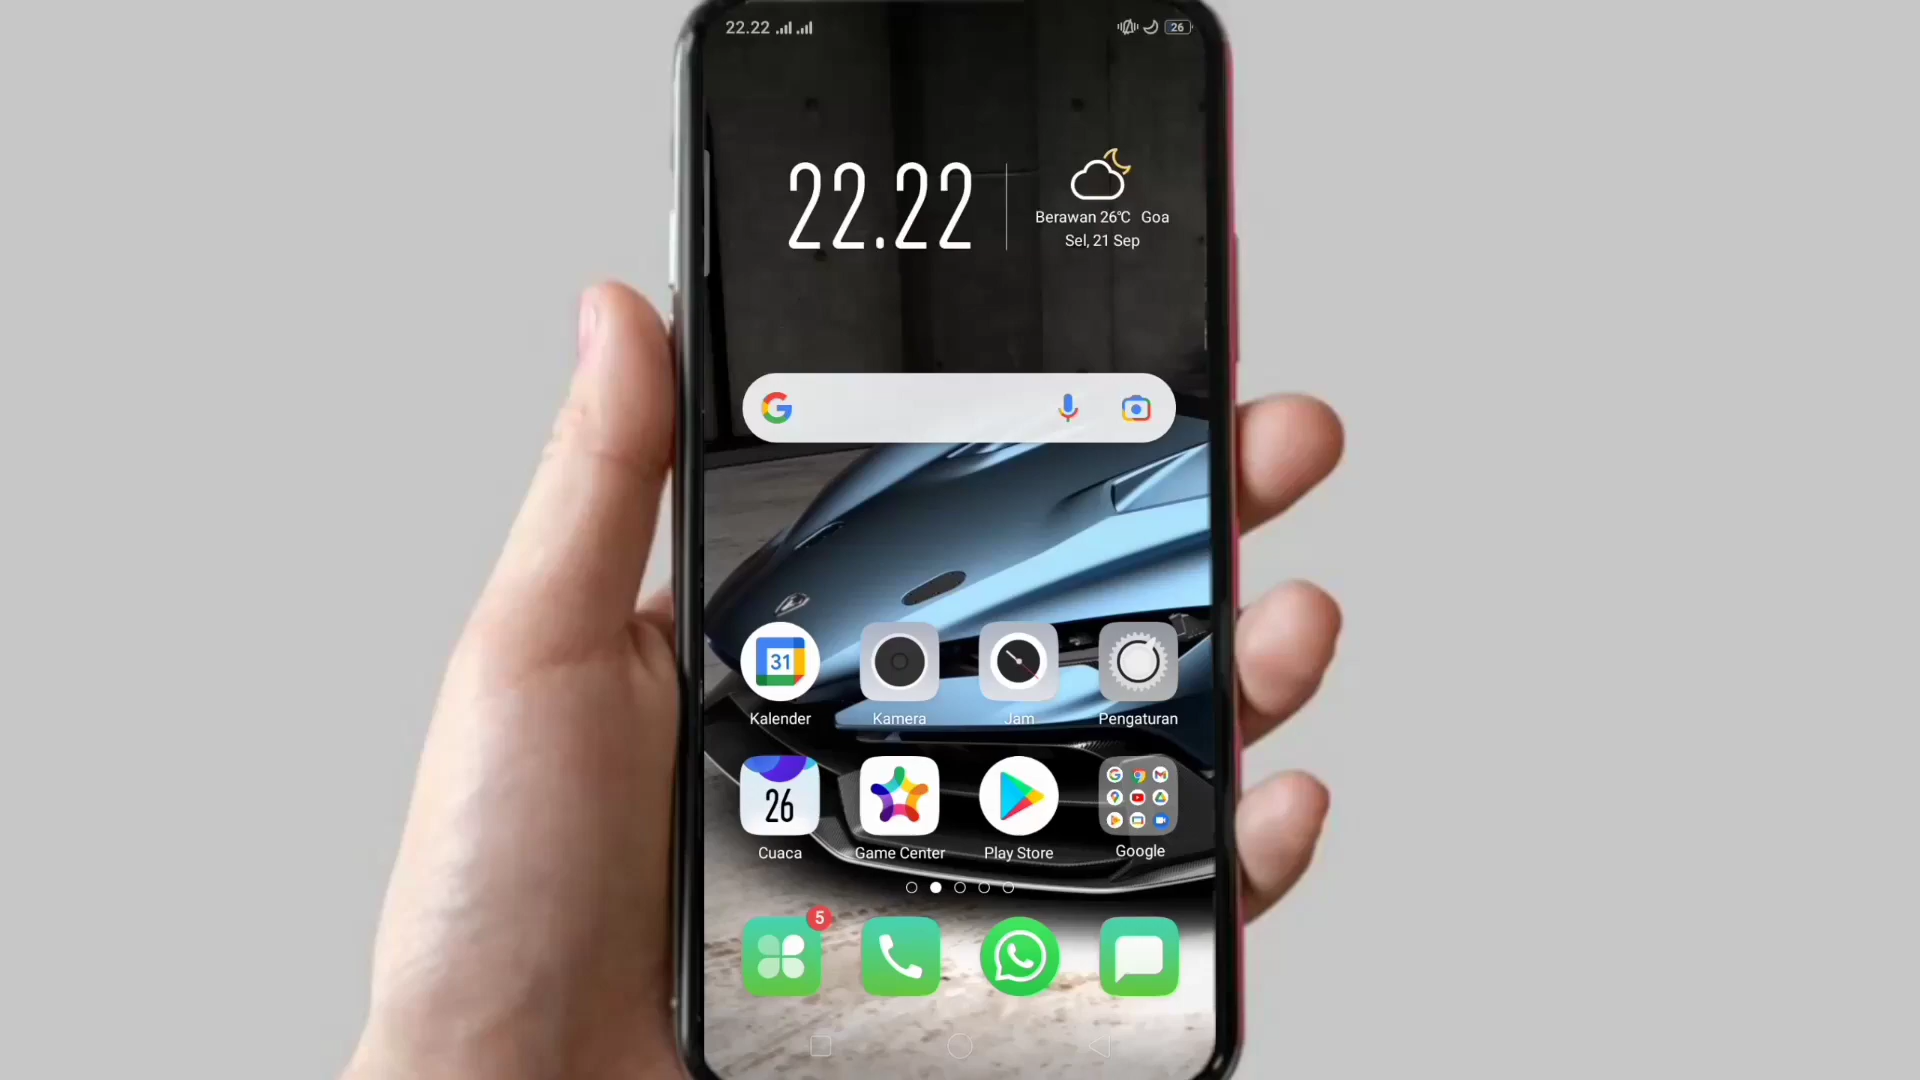 22.22
26
22.22
Berawan 26°C Goa
Sel, 21 Sep
31
Kalender
Kamera
Jam
Pengaturan
26
Cuaca
Game Center
Play Store
Google
5